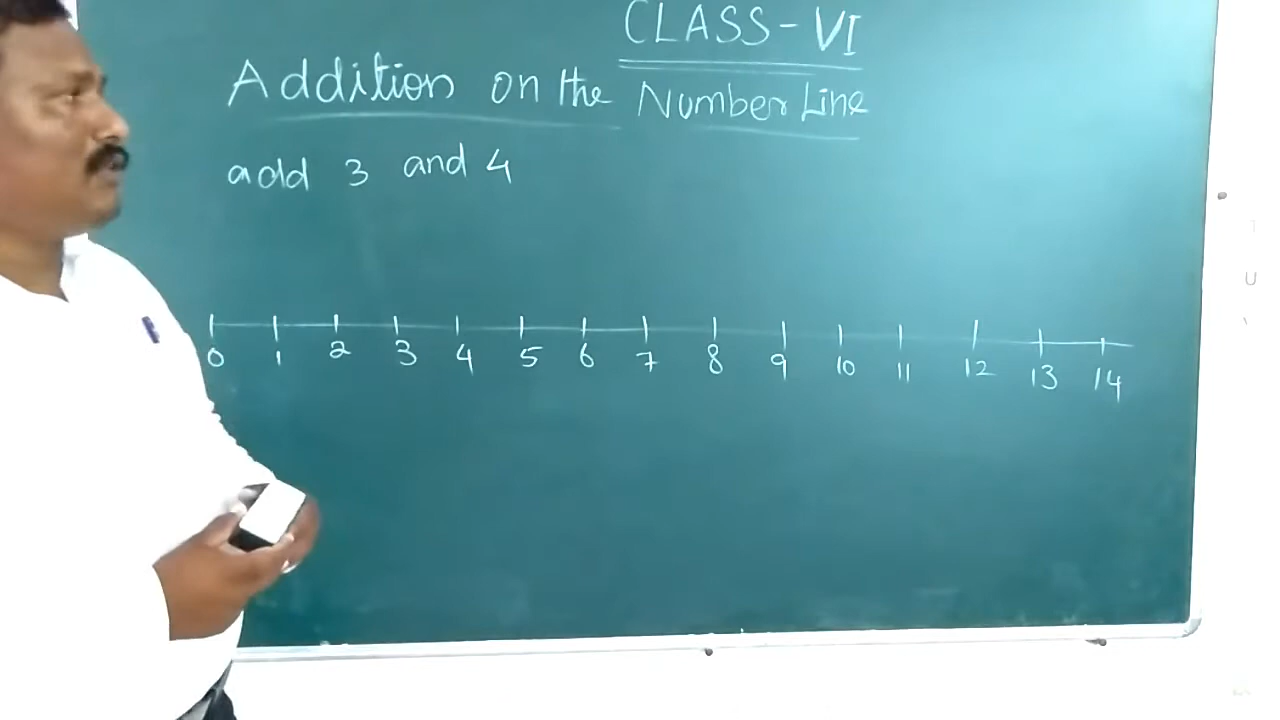 CLASS-VI
Addition on the Number Line
add 3 and 4
0 1 2 3 4 5 6 7 8 9 10 11 12 13 14